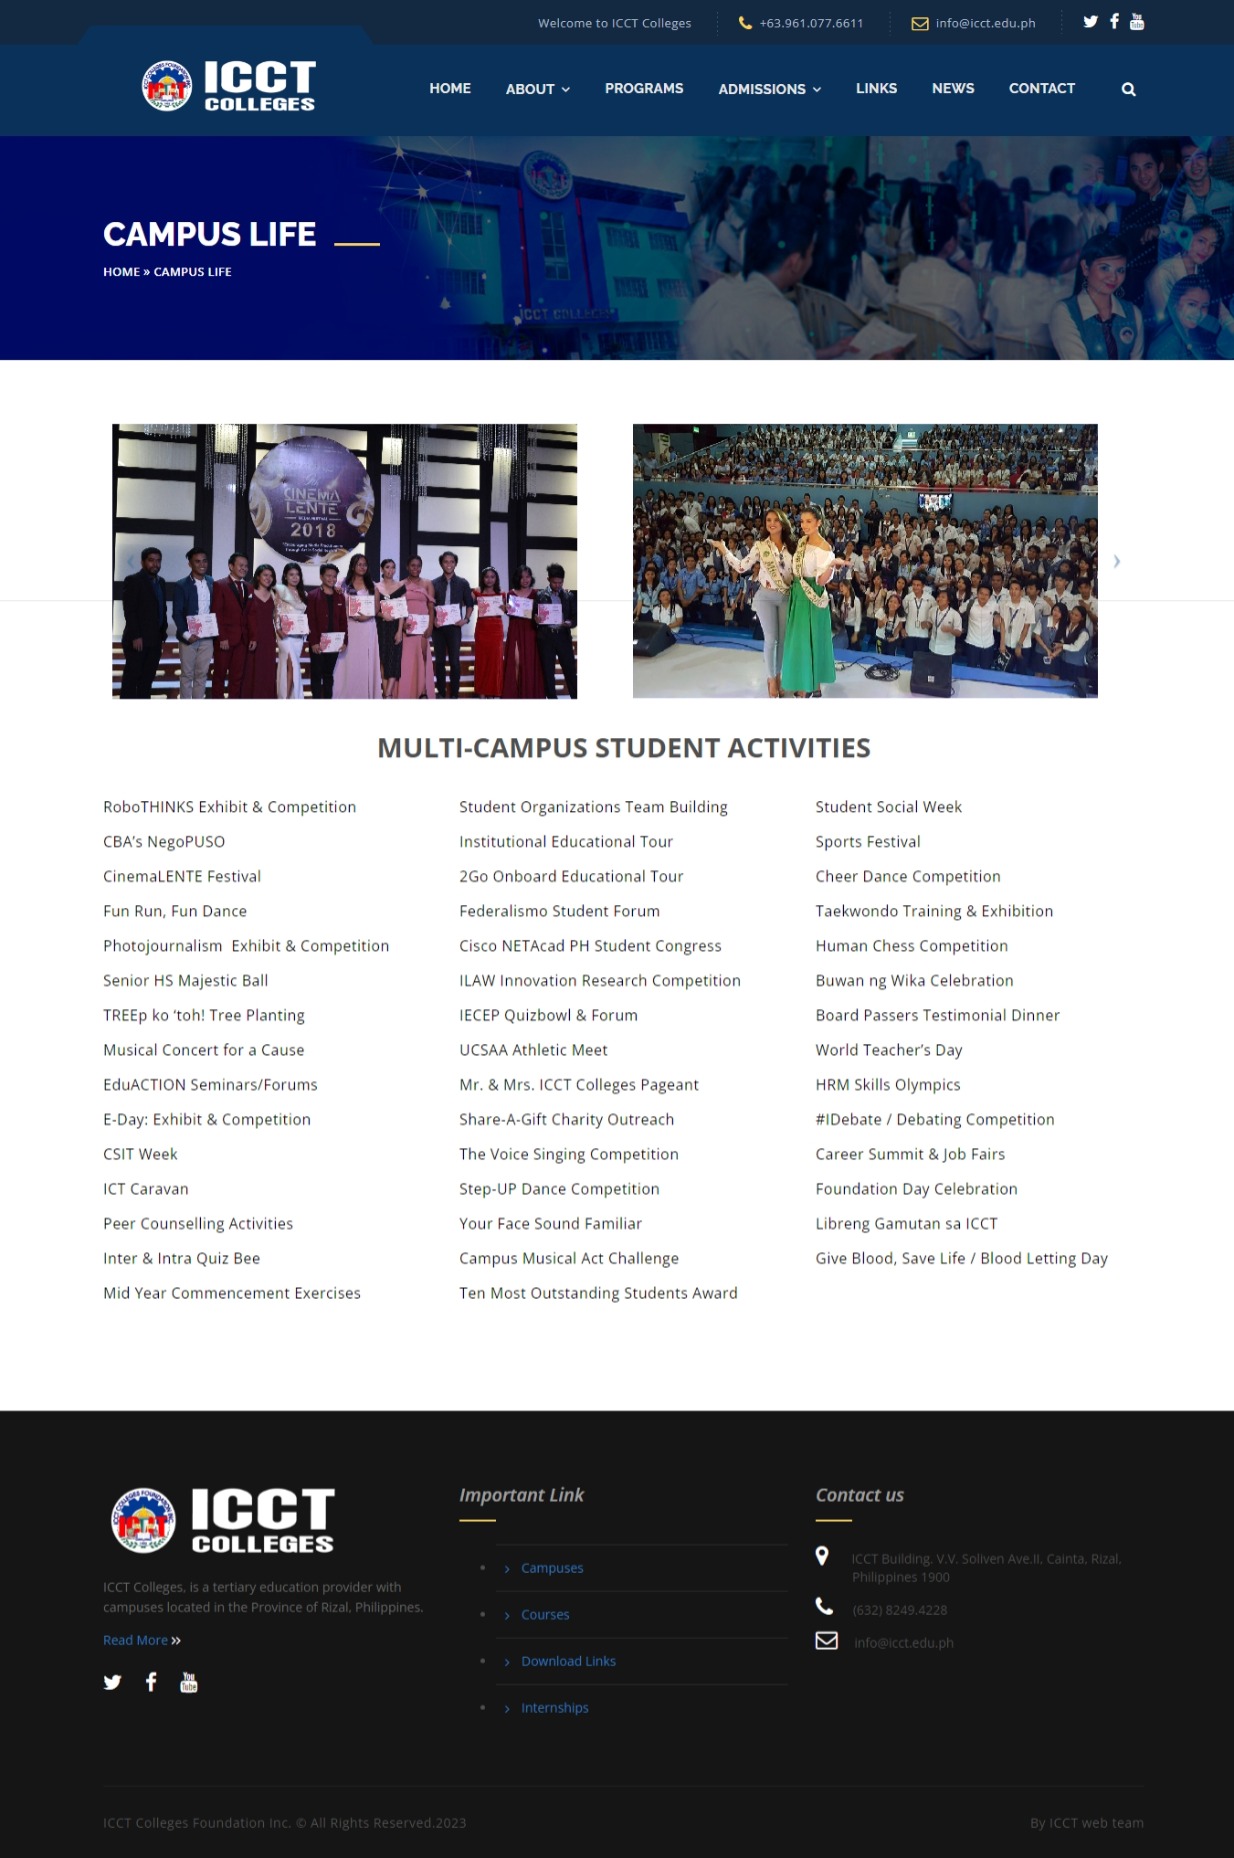 Welcome to ICCT Colleges
+63.961.077.6611
info@icct.edu.ph
ICCT
COLLEGES
HOME
ABOUT
PROGRAMS
ADMISSIONS
LINKS
NEWS
CONTACT
CAMPUS LIFE
HOME » CAMPUS LIFE
ICCT COLLEGES
CINEMA
LENTE
2018
MULTI-CAMPUS STUDENT ACTIVITIES
RoboTHINKS Exhibit & Competition
CBA’s NegoPUSO
CinemaLENTE Festival
Fun Run, Fun Dance
Photojournalism  Exhibit & Competition
Senior HS Majestic Ball
TREEp ko ‘toh! Tree Planting
Musical Concert for a Cause
EduACTION Seminars/Forums
E-Day: Exhibit & Competition
CSIT Week
ICT Caravan
Peer Counselling Activities
Inter & Intra Quiz Bee
Mid Year Commencement Exercises
Student Organizations Team Building
Institutional Educational Tour
2Go Onboard Educational Tour
Federalismo Student Forum
Cisco NETAcad PH Student Congress
ILAW Innovation Research Competition
IECEP Quizbowl & Forum
UCSAA Athletic Meet
Mr. & Mrs. ICCT Colleges Pageant
Share-A-Gift Charity Outreach
The Voice Singing Competition
Step-UP Dance Competition
Your Face Sound Familiar
Campus Musical Act Challenge
Ten Most Outstanding Students Award
Student Social Week
Sports Festival
Cheer Dance Competition
Taekwondo Training & Exhibition
Human Chess Competition
Buwan ng Wika Celebration
Board Passers Testimonial Dinner
World Teacher’s Day
HRM Skills Olympics
#IDebate / Debating Competition
Career Summit & Job Fairs
Foundation Day Celebration
Libreng Gamutan sa ICCT
Give Blood, Save Life / Blood Letting Day
ICCT
COLLEGES
ICCT Colleges, is a tertiary education provider with
campuses located in the Province of Rizal, Philippines.
Read More »
Important Link
Campuses
Courses
Download Links
Internships
Contact us
ICCT Building. V.V. Soliven Ave.II, Cainta, Rizal,
Philippines 1900
(632) 8249.4228
info@icct.edu.ph
ICCT Colleges Foundation Inc. © All Rights Reserved.2023
By ICCT web team